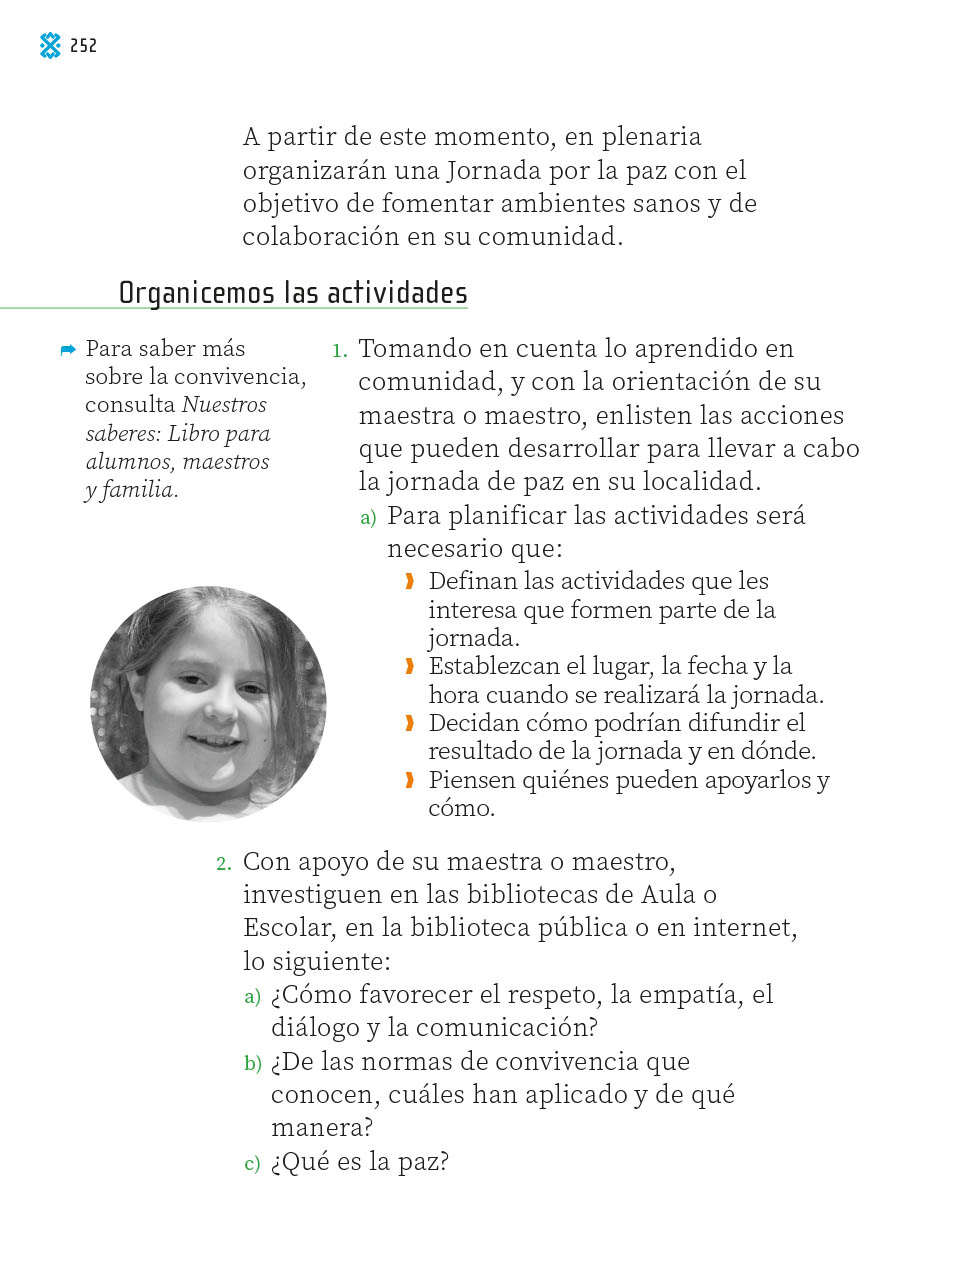 252
A partir de este momento, en plenaria
organizarán una Jornada por la paz con el
objetivo de fomentar ambientes sanos y de
colaboración en su comunidad.
Organicemos las actividades
Para saber más
sobre la convivencia,
consulta Nuestros
saberes: Libro para
alumnos, maestros
y familia.
1. Tomando en cuenta lo aprendido en
comunidad, y con la orientación de su
maestra o maestro, enlisten las acciones
que pueden desarrollar para llevar a cabo
la jornada de paz en su localidad.
a) Para planificar las actividades será
necesario que:
Definan las actividades que les
interesa que formen parte de la
jornada.
Establezcan el lugar, la fecha y la
hora cuando se realizará la jornada.
Decidan cómo podrían difundir el
resultado de la jornada y en dónde.
Piensen quiénes pueden apoyarlos y
cómo.
2. Con apoyo de su maestra o maestro,
investiguen en las bibliotecas de Aula o
Escolar, en la biblioteca pública o en internet,
lo siguiente:
a) ¿Cómo favorecer el respeto, la empatía, el
diálogo y la comunicación?
b) ¿De las normas de convivencia que
conocen, cuáles han aplicado y de qué
manera?
c) ¿Qué es la paz?